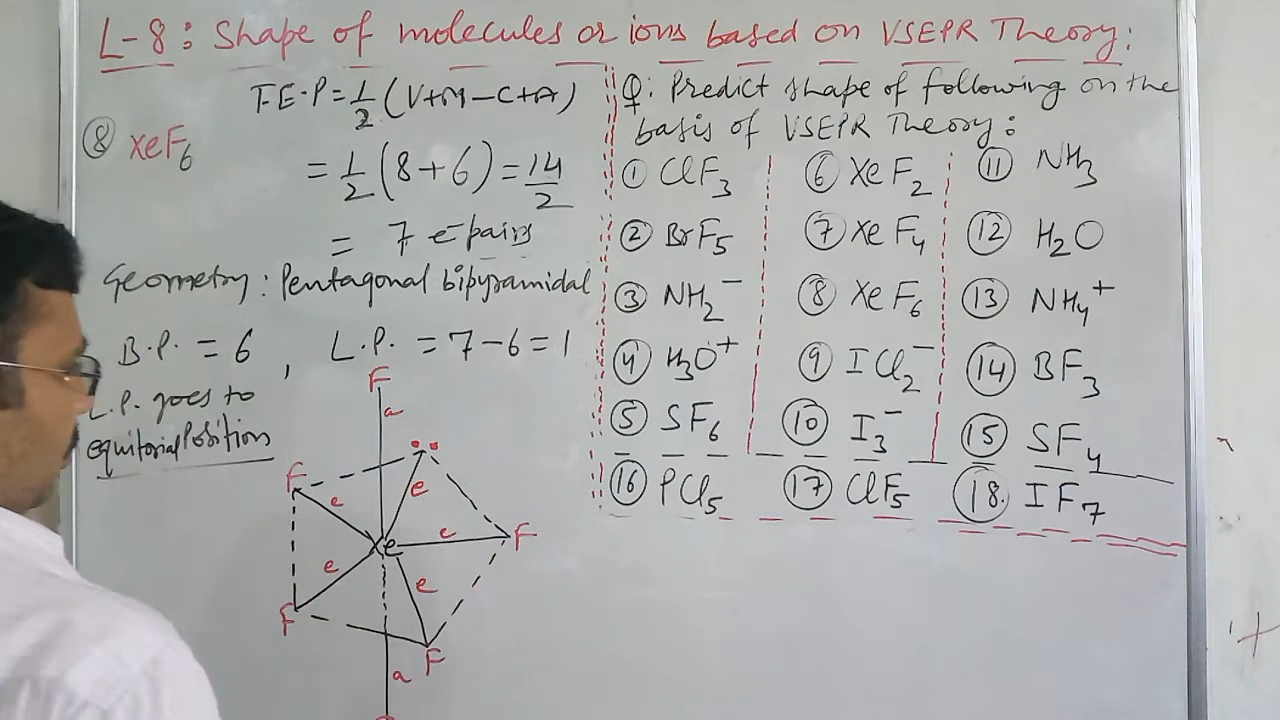 L-8: Shape of molecules or ions based on VSEPR Theory:
⑧ XeF₆
T.E.P = 1/2 (V+M-C+A)
= 1/2 (8+6) = 14/2
= 7 e⁻ pairs
Geometry: Pentagonal bipyramidal
B.P. = 6, L.P. = 7-6 = 1
L.P. goes to
equitorial Position
F
a
F
e
e
e
F
Xe
e
F
e
F
a
Q: Predict shape of following on the
basis of VSEPR Theory:
① ClF₃ ⑥ XeF₂ ⑪ NH₃
② BrF₅ ⑦ XeF₄ ⑫ H₂O
③ NH₂⁻ ⑧ XeF₆ ⑬ NH₄⁺
④ H₃O⁺ ⑨ ICl₂⁻ ⑭ BF₃
⑤ SF₆ ⑩ I₃⁻ ⑮ SF₄
⑯ PCl₅ ⑰ ClF₅ ⑱ IF₇